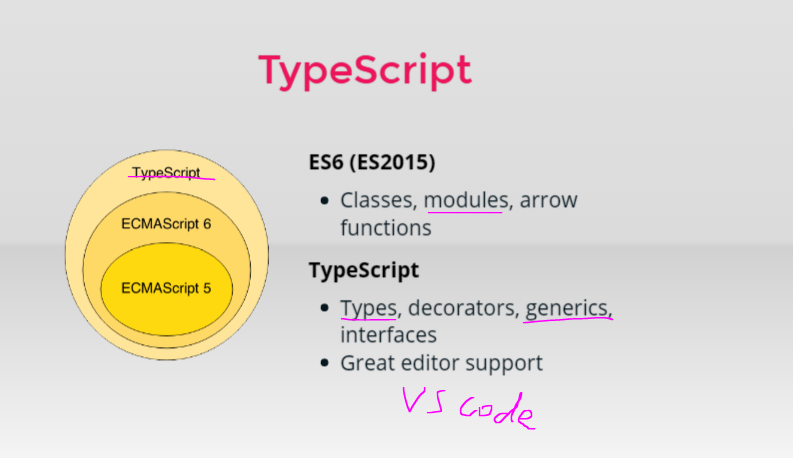 TypeScript
TypeScript
ECMAScript 6
ECMAScript 5
ES6 (ES2015)
• Classes, modules, arrow
functions
TypeScript
• Types, decorators, generics,
interfaces
• Great editor support
VS code